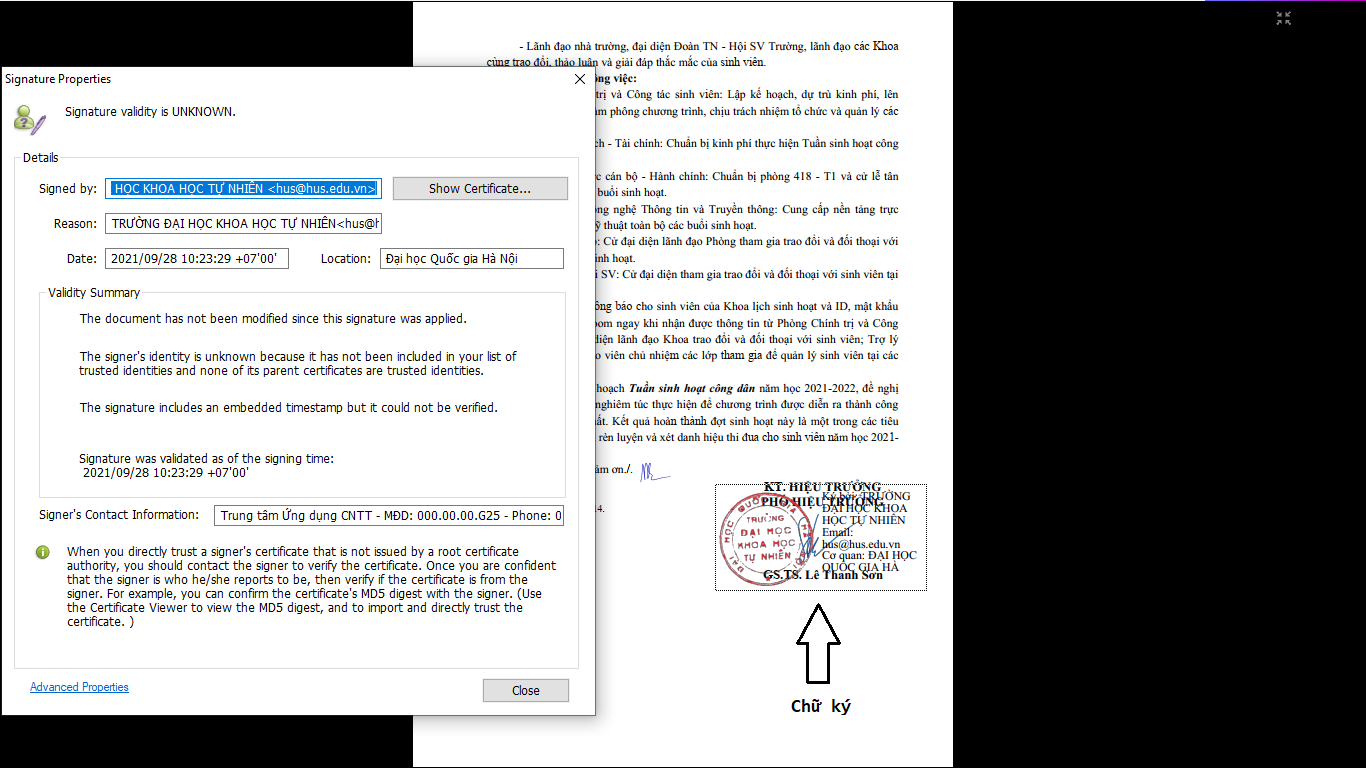 Signature Properties
Signature validity is UNKNOWN.
Details
Signed by:
HỌC KHOA HỌC TỰ NHIÊN <hus@hus.edu.vn>
Show Certificate...
Reason:
TRƯỜNG ĐẠI HỌC KHOA HỌC TỰ NHIÊN<hus@h
Date:
2021/09/28 10:23:29 +07'00'
Location:
Đại học Quốc gia Hà Nội
Validity Summary
The document has not been modified since this signature was applied.
The signer's identity is unknown because it has not been included in your list of
trusted identities and none of its parent certificates are trusted identities.
The signature includes an embedded timestamp but it could not be verified.
Signature was validated as of the signing time:
2021/09/28 10:23:29 +07'00'
Signer's Contact Information:
Trung tâm Ứng dụng CNTT - MĐD: 000.00.00.G25 - Phone: 0
When you directly trust a signer's certificate that is not issued by a root certificate
authority, you should contact the signer to verify the certificate. Once you are confident
that the signer is who he/she reports to be, then verify if the certificate is from the
signer. For example, you can confirm the certificate's MD5 digest with the signer. (Use
the Certificate Viewer to view the MD5 digest, and to import and directly trust the
certificate. )
Advanced Properties
Close
- Lãnh đạo nhà trường, đại diện Đoàn TN - Hội SV Trường, lãnh đạo các Khoa
cùng trao đổi, thảo luận và giải đáp thắc mắc của sinh viên.
ông việc:
trị và Công tác sinh viên: Lập kế hoạch, dự trù kinh phí, lên
phông chương trình, chịu trách nhiệm tổ chức và quản lý các
ch - Tài chính: Chuẩn bị kinh phí thực hiện Tuần sinh hoạt công
cán bộ - Hành chính: Chuẩn bị phòng 418 - T1 và cử lễ tân
buổi sinh hoạt.
ng nghệ Thông tin và Truyền thông: Cung cấp nền tảng trực
ỹ thuật toàn bộ các buổi sinh hoạt.
: Cử đại diện lãnh đạo Phòng tham gia trao đổi và đối thoại với
inh hoạt.
SV: Cử đại diện tham gia trao đổi và đối thoại với sinh viên tại
ông báo cho sinh viên của Khoa lịch sinh hoạt và ID, mật khẩu
oom ngay khi nhận được thông tin từ Phòng Chính trị và Công
diện lãnh đạo Khoa trao đổi và đối thoại với sinh viên; Trợ lý
o viên chủ nhiệm các lớp tham gia để quản lý sinh viên tại các
hoạch Tuần sinh hoạt công dân năm học 2021-2022, đề nghị
nghiêm túc thực hiện để chương trình được diễn ra thành công
ất. Kết quả hoàn thành đợt sinh hoạt này là một trong các tiêu
rèn luyện và xét danh hiệu thi đua cho sinh viên năm học 2021-
ảm ơn./.
14.
KT. HIỆU TRƯỞNG
PHÓ HIỆU TRƯỞNG
TRƯỜNG
ĐẠI HỌC
KHOA HỌC
TỰ NHIÊN
Ký bởi: TRƯỜNG
ĐẠI HỌC KHOA
HỌC TỰ NHIÊN
Email:
hus@hus.edu.vn
Cơ quan: ĐẠI HỌC
QUỐC GIA HÀ
GS.TS. Lê Thanh Sơn
Chữ ký